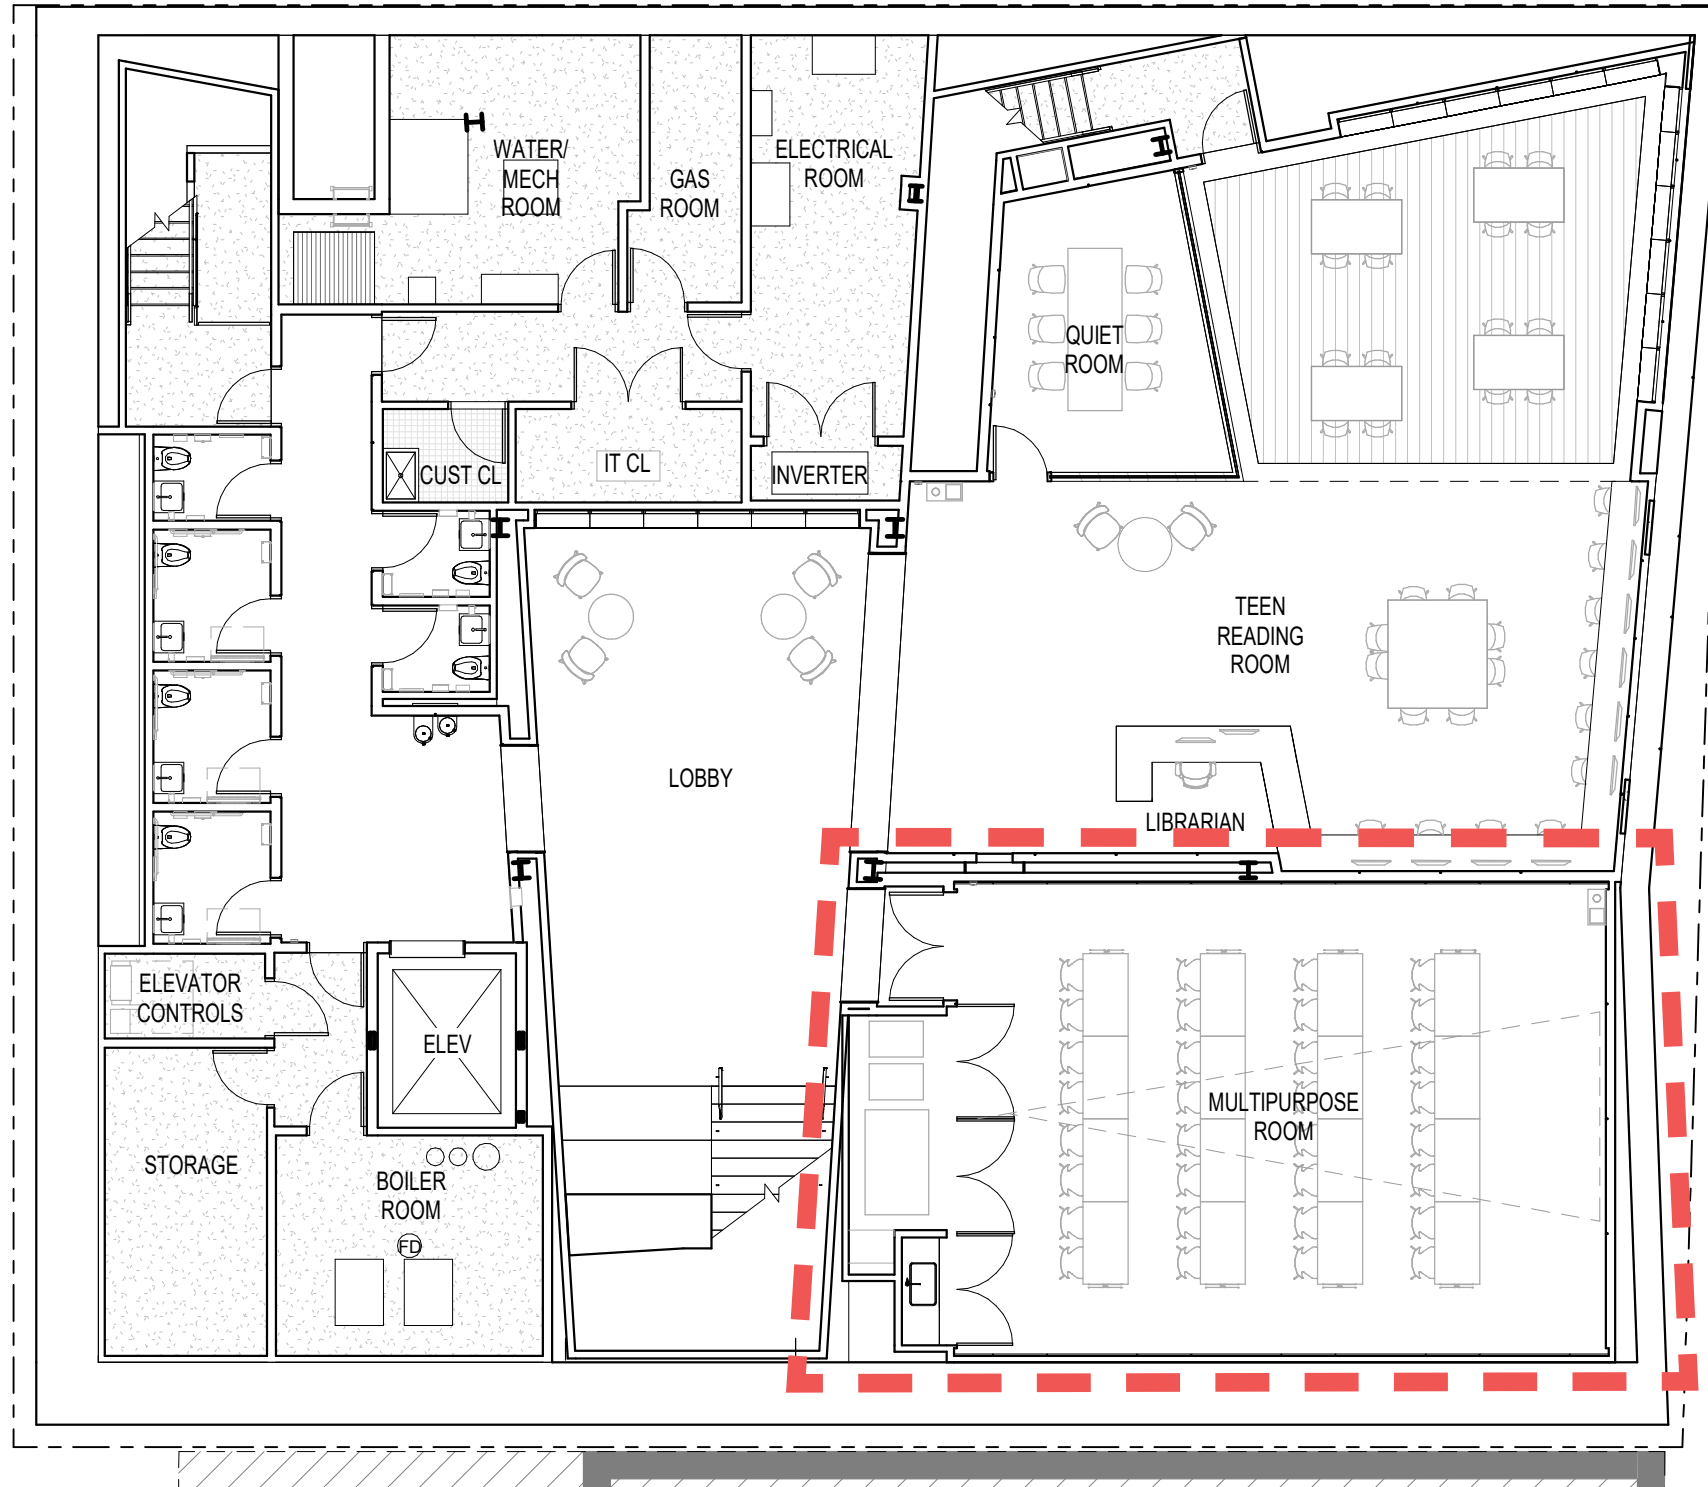 WATER/
MECH
ROOM
GAS
ROOM
ELECTRICAL
ROOM
QUIET
ROOM
CUST CL
IT CL
INVERTER
TEEN
READING
ROOM
LOBBY
LIBRARIAN
ELEVATOR
CONTROLS
ELEV
MULTIPURPOSE
ROOM
STORAGE
BOILER
ROOM
FD